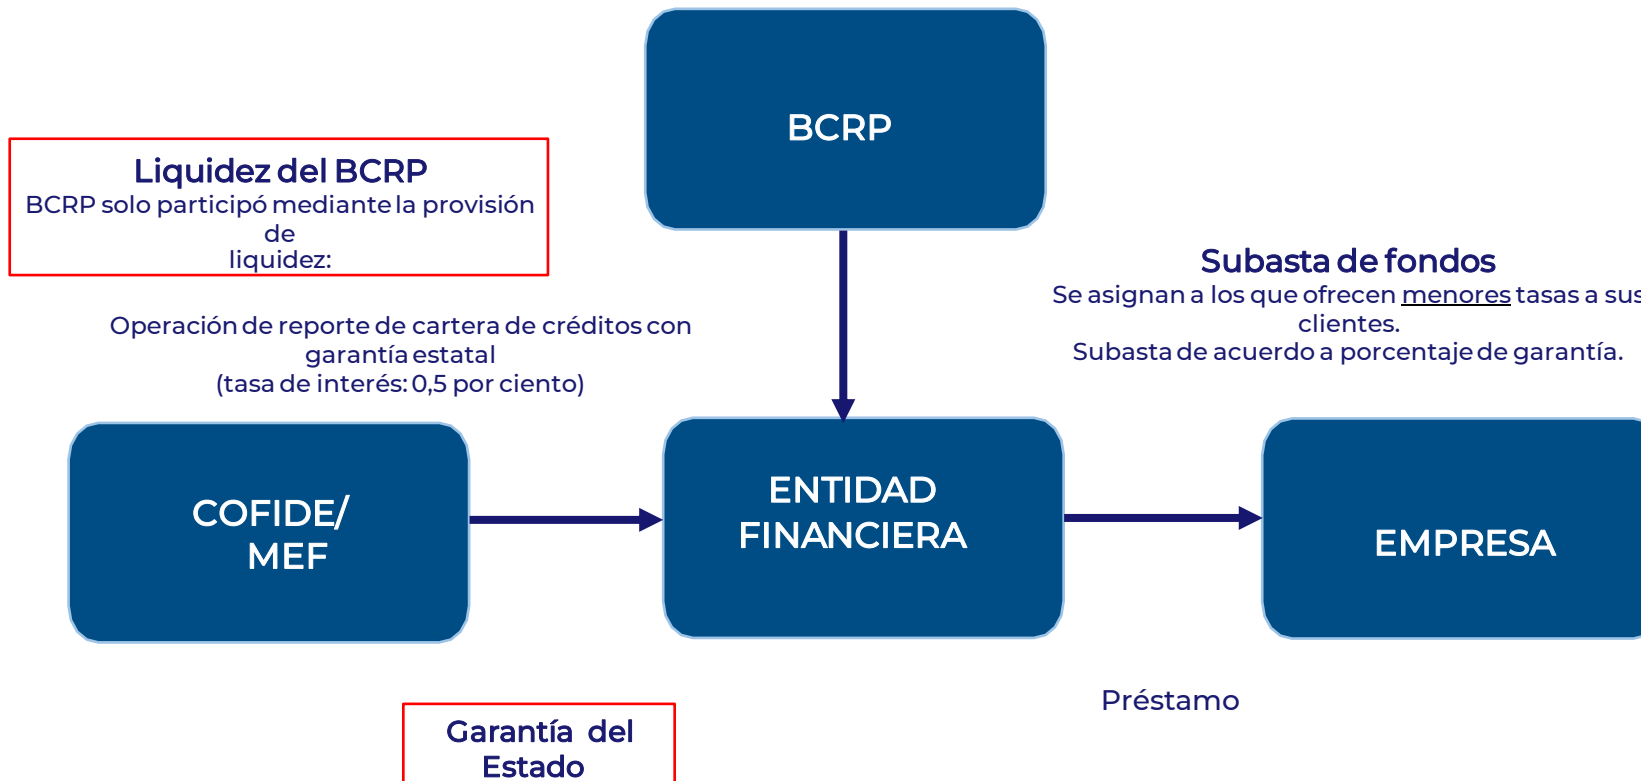 BCRP
Liquidez del BCRP
BCRP solo participó mediante la provisión
de
liquidez:
Operación de reporte de cartera de créditos con
garantía estatal
(tasa de interés: 0,5 por ciento)
Subasta de fondos
Se asignan a los que ofrecen menores tasas a sus
clientes.
Subasta de acuerdo a porcentaje de garantía.
COFIDE/
MEF
ENTIDAD
FINANCIERA
EMPRESA
Préstamo
Garantía del
Estado